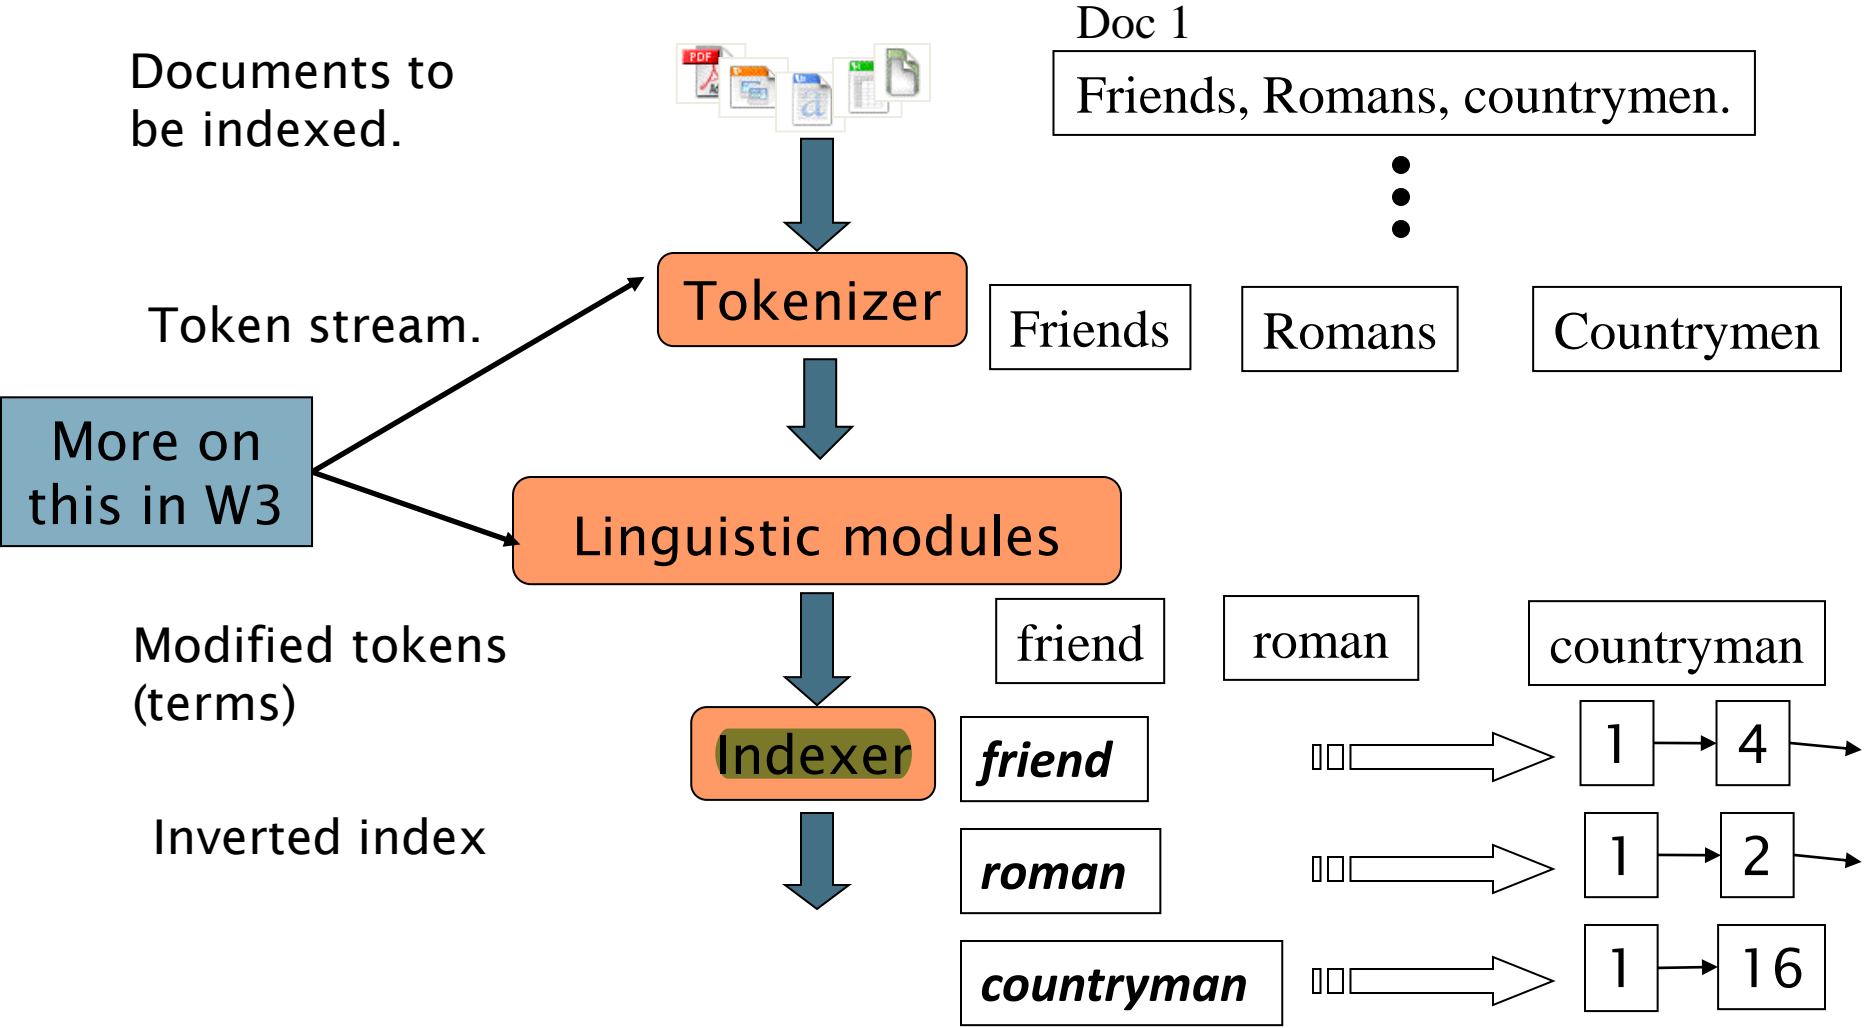 Doc 1
Documents to
be indexed.
PDF
Friends, Romans, countrymen.
Tokenizer
Token stream.
Friends
Romans
Countrymen
More on
this in W3
Linguistic modules
Modified tokens
(terms)
friend
roman
countryman
Indexer
friend
1
4
Inverted index
roman
1
2
countryman
1
16